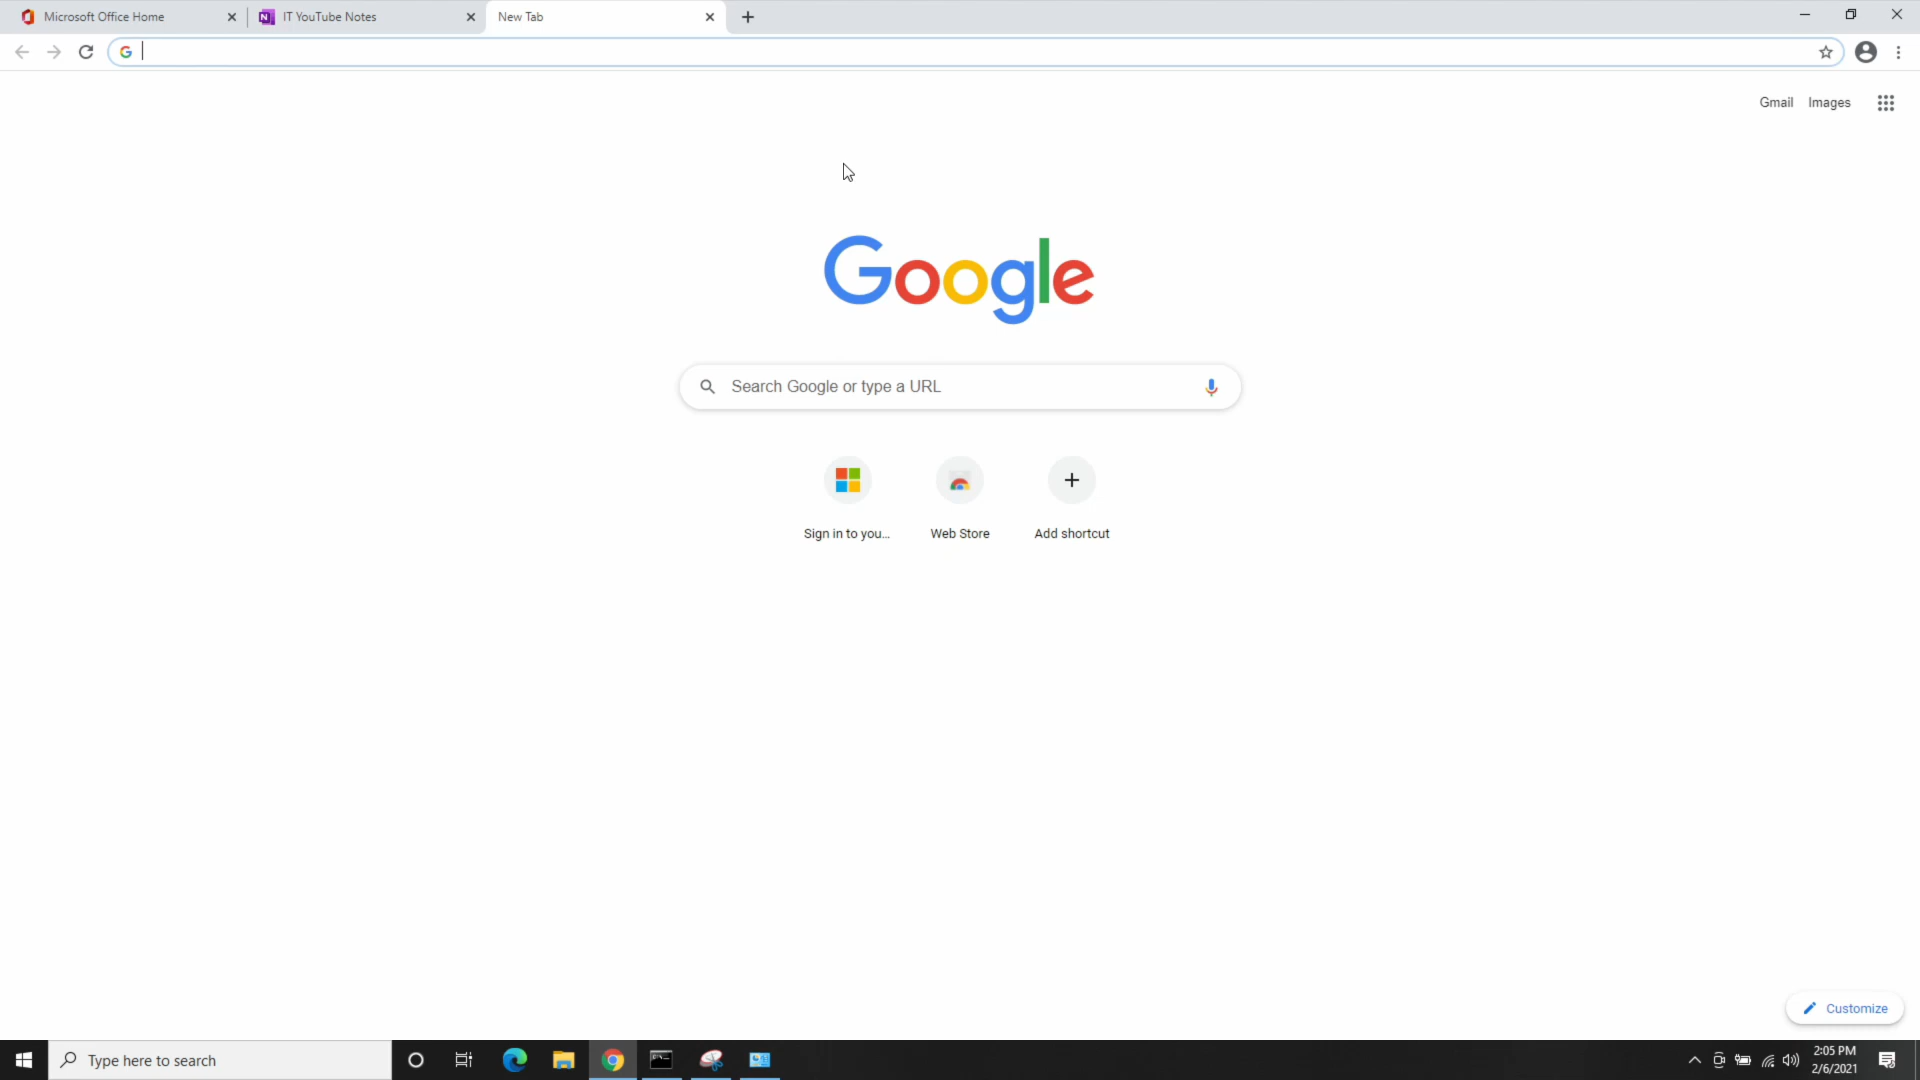 Microsoft Office Home
IT YouTube Notes
New Tab
Gmail
Images
Google
Search Google or type a URL
Sign in to you...
Web Store
Add shortcut
Customize
Type here to search
2:05 PM
2/6/2021